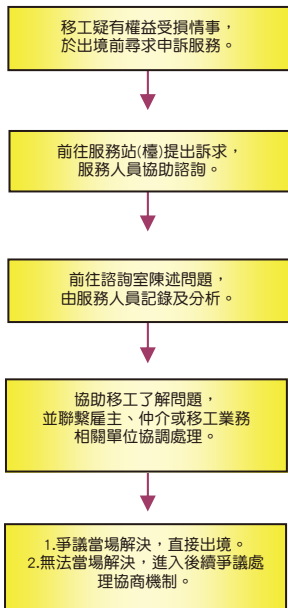 移工疑有權益受損情事，
於出境前尋求申訴服務。
前往服務站(檯)提出訴求，
服務人員協助諮詢。
前往諮詢室陳述問題，
由服務人員記錄及分析。
協助移工了解問題，
並聯繫雇主、仲介或移工業務
相關單位協調處理。
1.爭議當場解決，直接出境。
2.無法當場解決，進入後續爭議處
理協商機制。